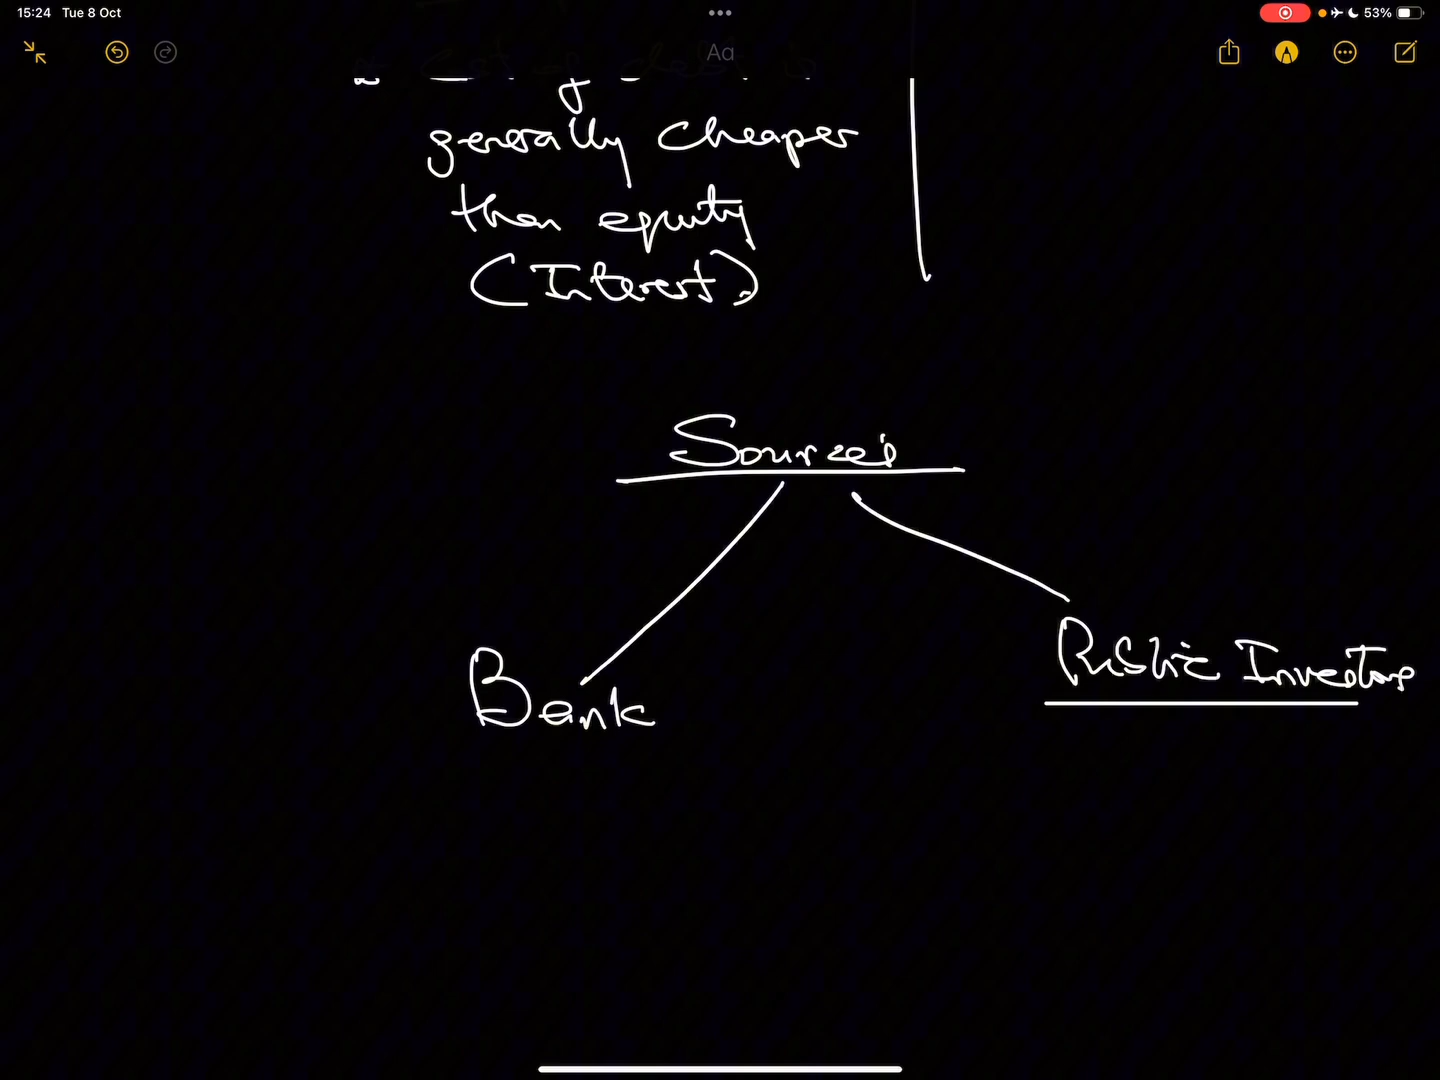 15:24 Tue 8 Oct
53%
Aa
generally cheaper
than equity
(Interest)
Sources
Bank
Public Investors